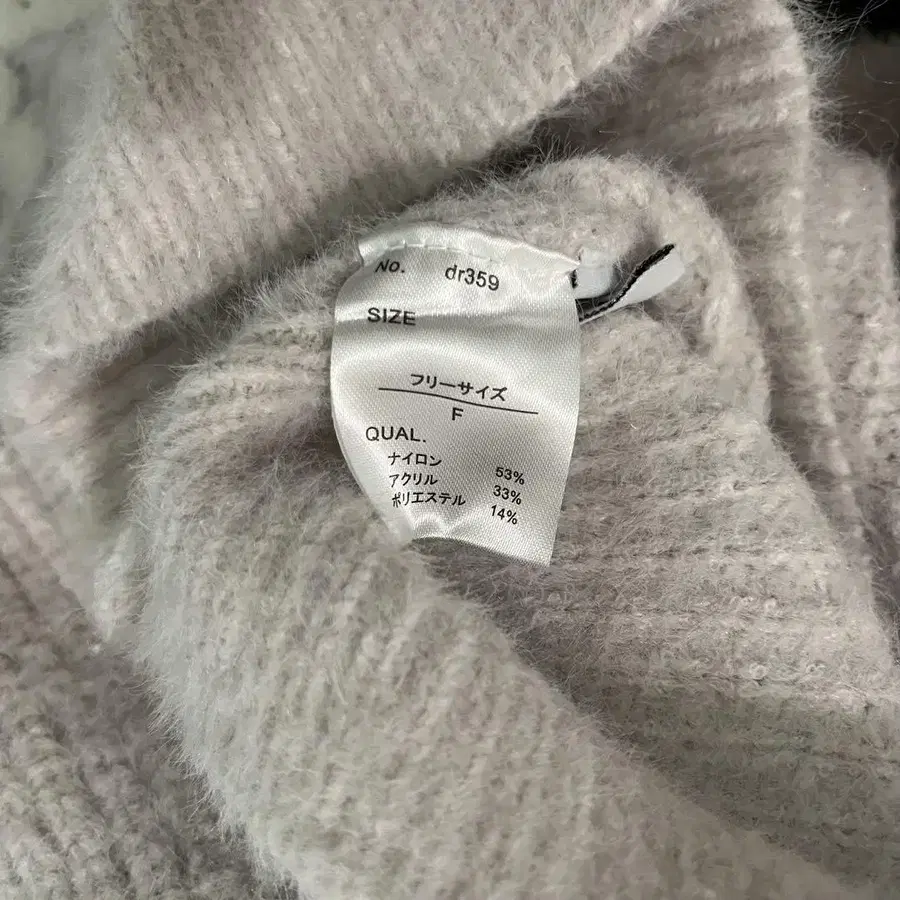 No. dr359
SIZE
フリーサイズ
F
QUAL.
ナイロン 53%
アクリル 33%
ポリエステル 14%